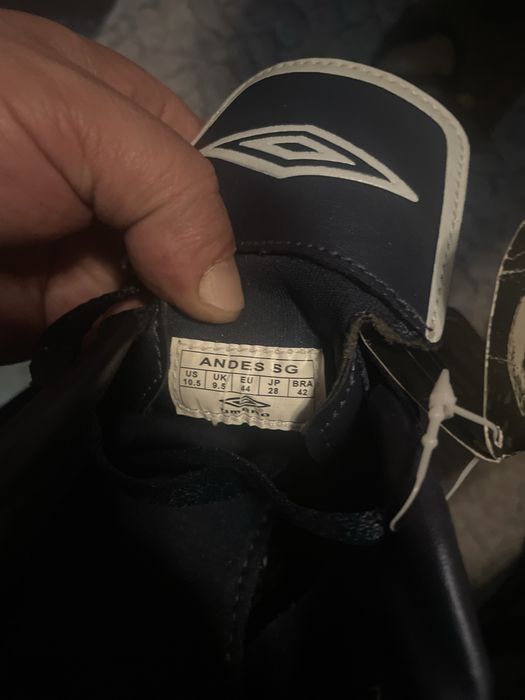 ANDES SG
US UK EU JP BRA
10.5 9.5 44 28 42
umbro